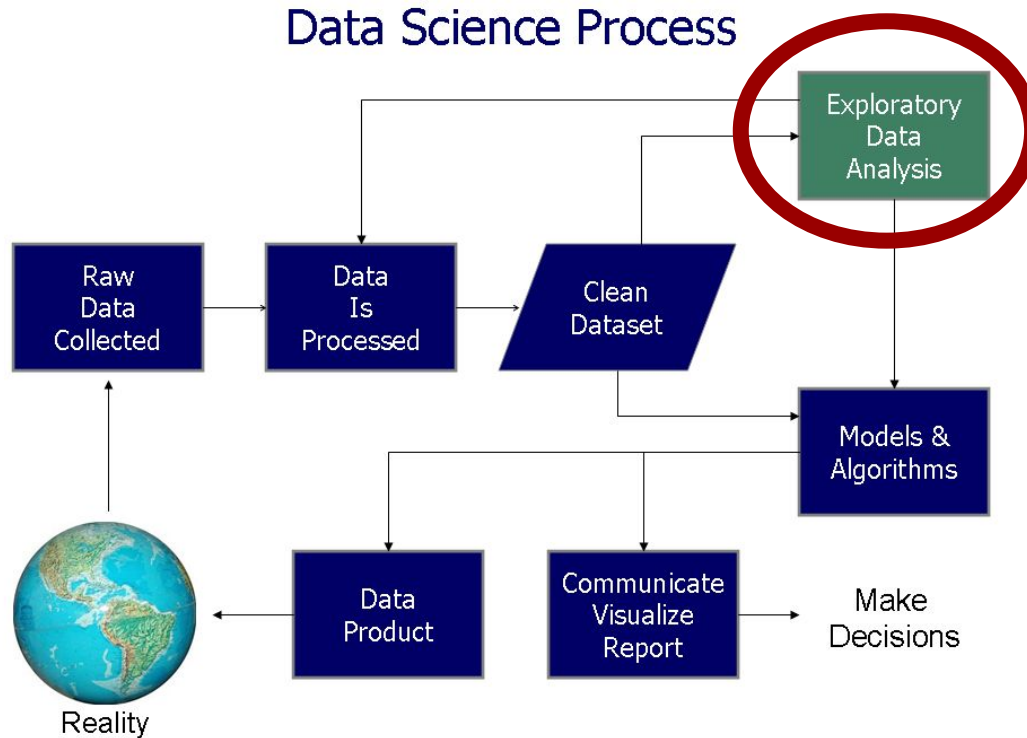 Data Science Process
Exploratory
Data
Analysis
Raw
Data
Collected
Data
Is
Processed
Clean
Dataset
Models &
Algorithms
Data
Product
Communicate
Visualize
Report
Make
Decisions
Reality